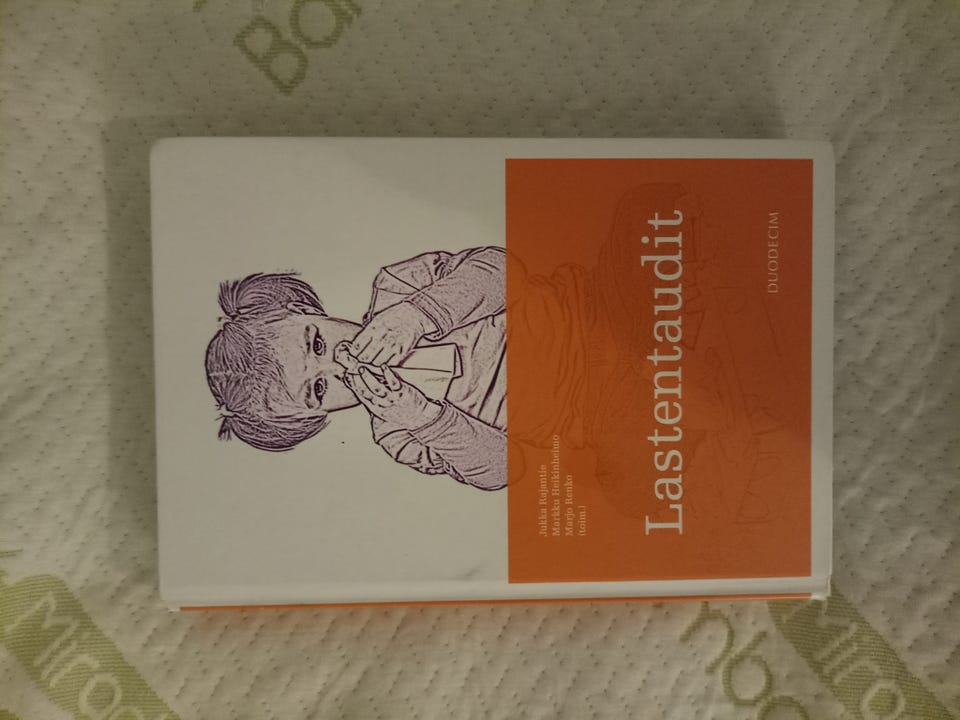 Jukka Rajantie
Markku Heikinheimo
Marjo Renko
(toim.)
Lastentaudit
DUODECIM